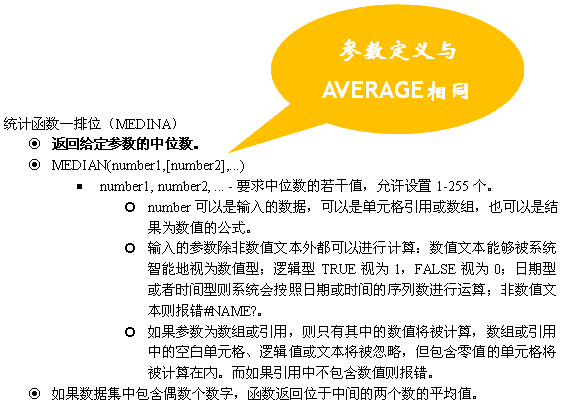 参数定义与
AVERAGE相同
统计函数—排位（MEDINA）
返回给定参数的中位数。
MEDIAN(number1,[number2],...)
number1, number2, ... - 要求中位数的若干值，允许设置 1-255 个。
number 可以是输入的数据，可以是单元格引用或数组，也可以是结
果为数值的公式。
输入的参数除非数值文本外都可以进行计算：数值文本能够被系统
智能地视为数值型；逻辑型 TRUE 视为 1，FALSE 视为 0；日期型
或者时间型则系统会按照日期或时间的序列数进行运算；非数值文
本则报错#NAME?。
如果参数为数组或引用，则只有其中的数值将被计算，数组或引用
中的空白单元格、逻辑值或文本将被忽略，但包含零值的单元格将
被计算在内。而如果引用中不包含数值则报错。
如果数据集中包含偶数个数字，函数返回位于中间的两个数的平均值。